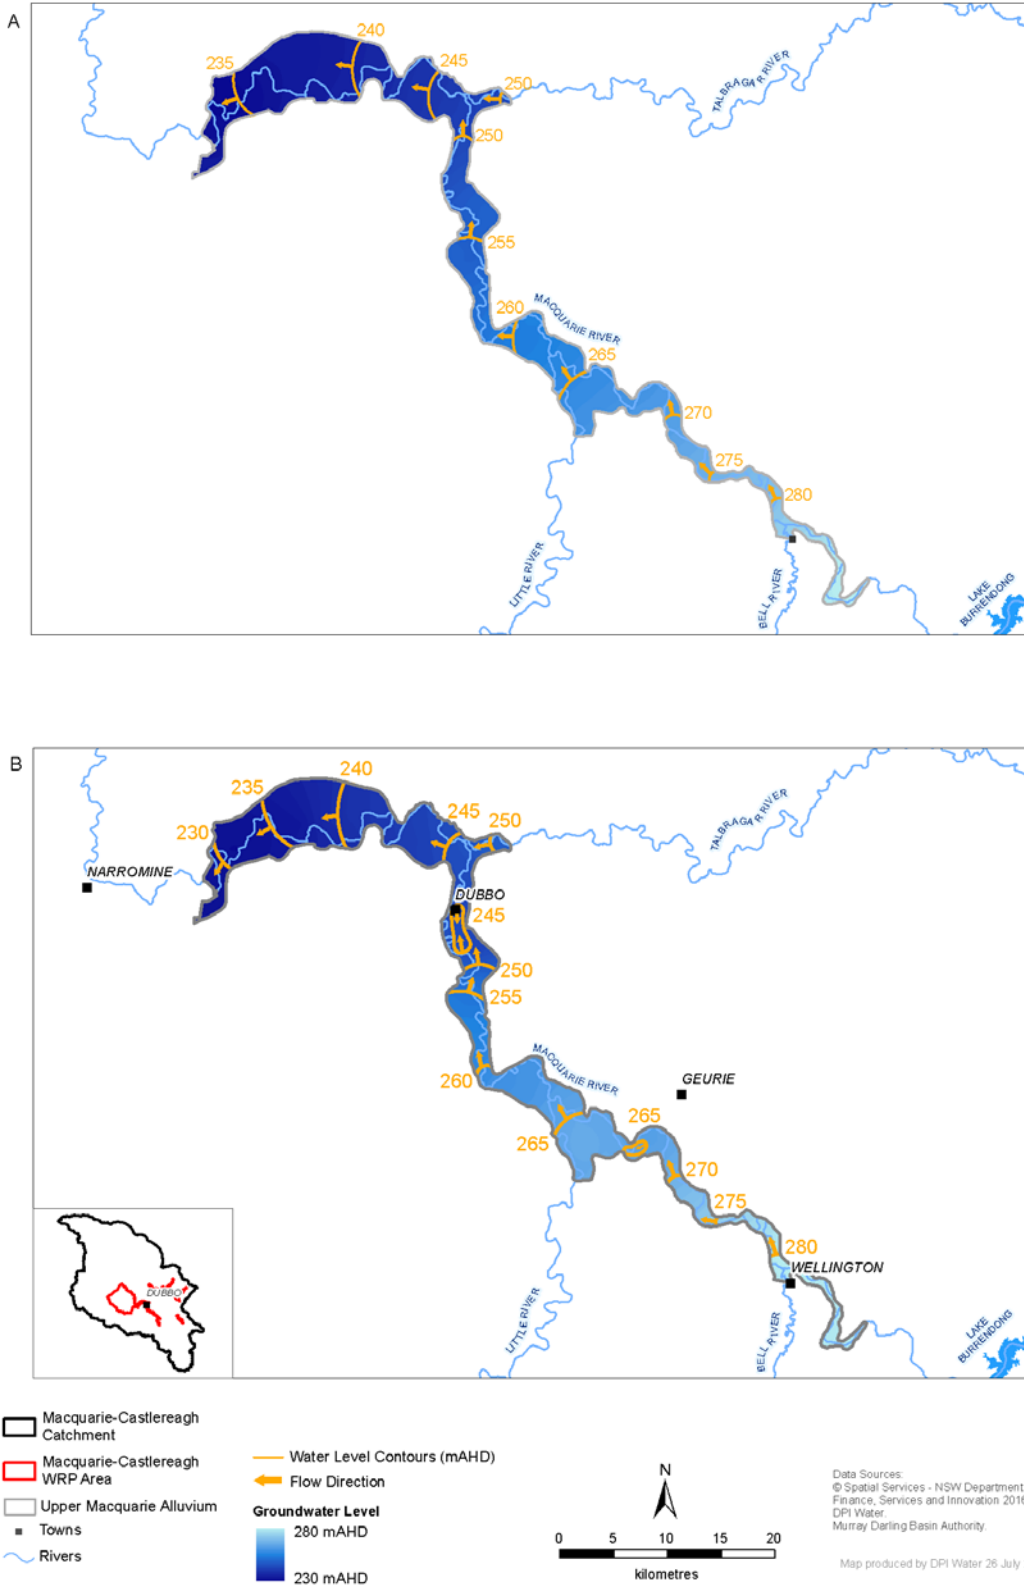 A
240
235
245
250
TALBRAGAR RIVER
250
255
260
MACQUARIE RIVER
265
270
275
280
LITTLE RIVER
BELL RIVER
LAKE
BURRENDONG
B
240
235
230
245
250
TALBRAGAR RIVER
NARROMINE
DUBBO
245
250
255
260
MACQUARIE RIVER
GEURIE
265
265
270
275
280
WELLINGTON
DUBBO
LITTLE RIVER
BELL RIVER
LAKE
BURRENDONG
Macquarie-Castlereagh
Catchment
Macquarie-Castlereagh
WRP Area
Upper Macquarie Alluvium
Towns
Rivers
Water Level Contours (mAHD)
Flow Direction
Groundwater Level
280 mAHD
230 mAHD
N
0 5 10 15 20
kilometres
Data Sources:
© Spatial Services - NSW Department
Finance, Services and Innovation 2016
DPI Water.
Murray Darling Basin Authority.
Map produced by DPI Water 26 July